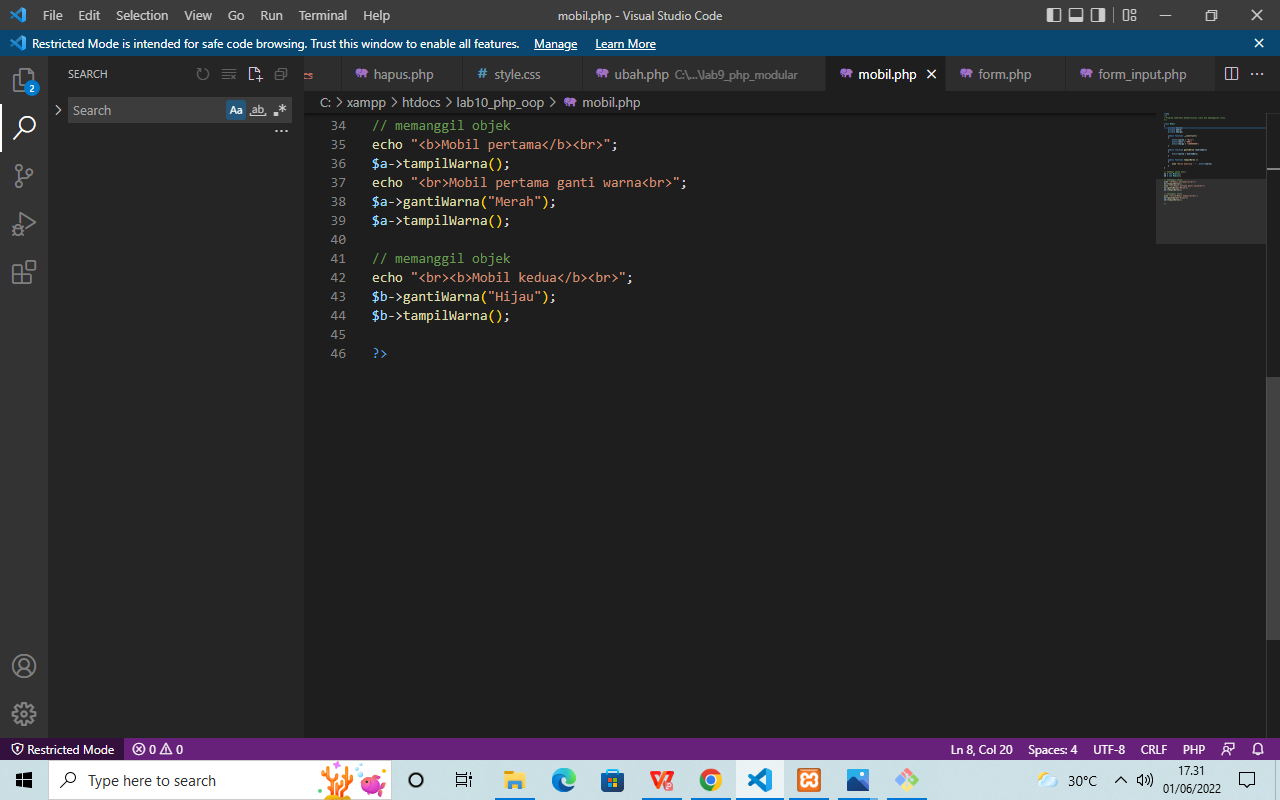 File Edit Selection View Go Run Terminal Help mobil.php - Visual Studio Code
Restricted Mode is intended for safe code browsing. Trust this window to enable all features. Manage Learn More
SEARCH
hapus.php # style.css ubah.php C:\...\lab9_php_modular mobil.php form.php form_input.php
2
Search Aa ab
C: > xampp > htdocs > lab10_php_oop > mobil.php
34 // memanggil objek
35 echo "<b>Mobil pertama</b><br>";
36 $a->tampilWarna();
37 echo "<br>Mobil pertama ganti warna<br>";
38 $a->gantiWarna("Merah");
39 $a->tampilWarna();
40
41 // memanggil objek
42 echo "<br><b>Mobil kedua</b><br>";
43 $b->gantiWarna("Hijau");
44 $b->tampilWarna();
45
46 ?>
Restricted Mode 0 0 Ln 8, Col 20 Spaces: 4 UTF-8 CRLF PHP
Type here to search 30°C 17.31
01/06/2022